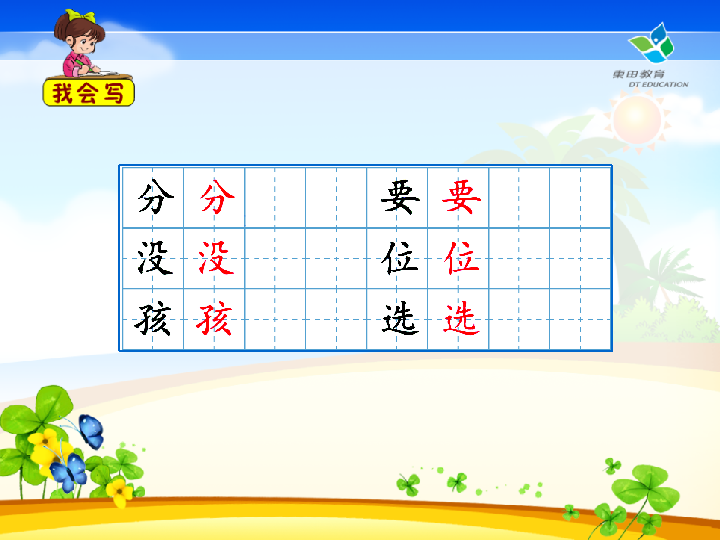 我会写
東田教育
DT EDUCATION
分 分 要 要
没 没 位 位
孩 孩 选 选